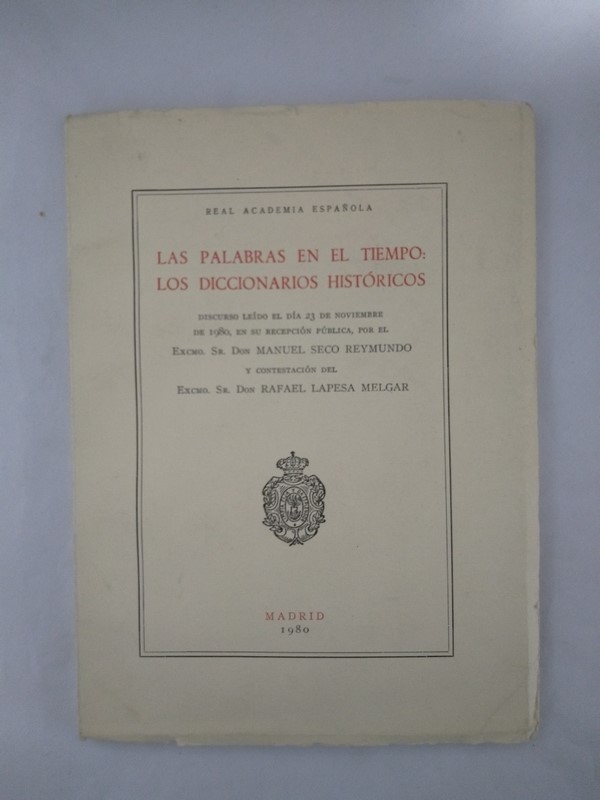 REAL ACADEMIA ESPAÑOLA
LAS PALABRAS EN EL TIEMPO:
LOS DICCIONARIOS HISTÓRICOS
DISCURSO LEÍDO EL DÍA 23 DE NOVIEMBRE
DE 1980, EN SU RECEPCIÓN PÚBLICA, POR EL
EXCMO. SR. DON MANUEL SECO REYMUNDO
Y CONTESTACIÓN DEL
EXCMO. SR. DON RAFAEL LAPESA MELGAR
MADRID
1980